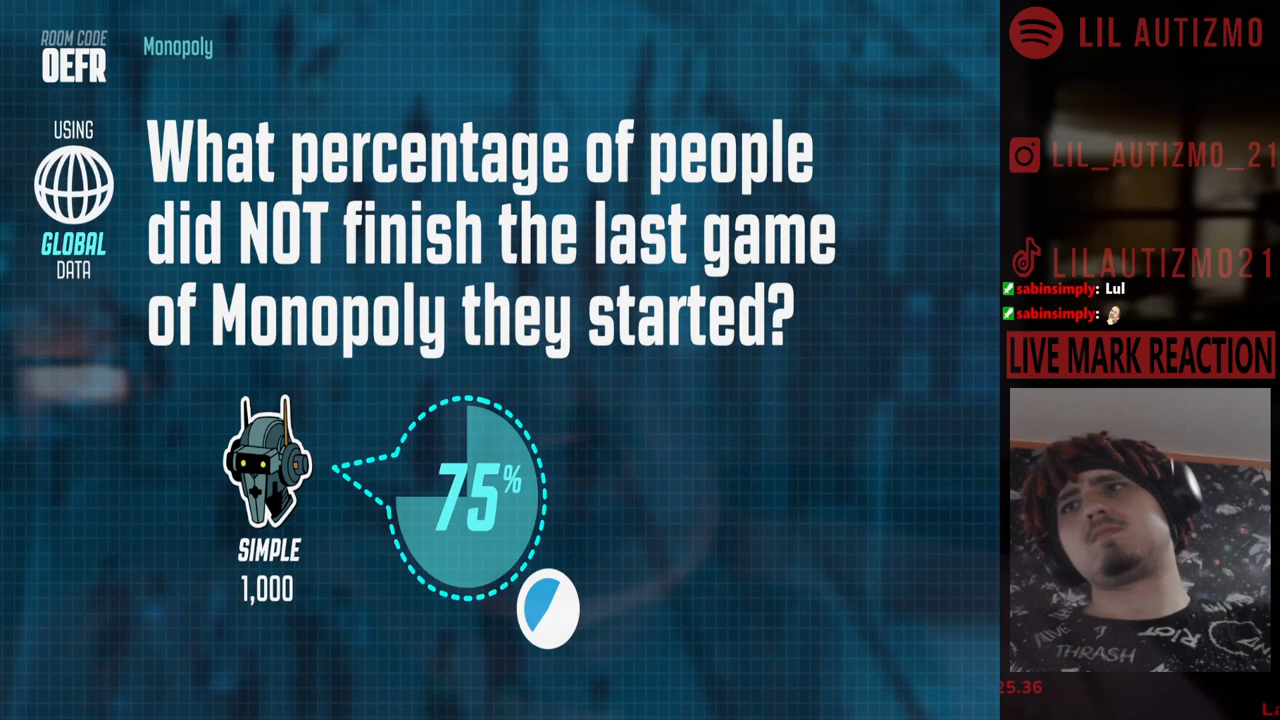 ROOM CODE
OEFR
Monopoly
USING
GLOBAL
DATA
What percentage of people
did NOT finish the last game
of Monopoly they started?
75%
SIMPLE
1,000
LIL AUTIZMO
LIL_AUTIZMO_21
LILAUTIZMO21
sabinsimply: Lul
sabinsimply:
LIVE MARK REACTION
RIOT
THRASH
25.36